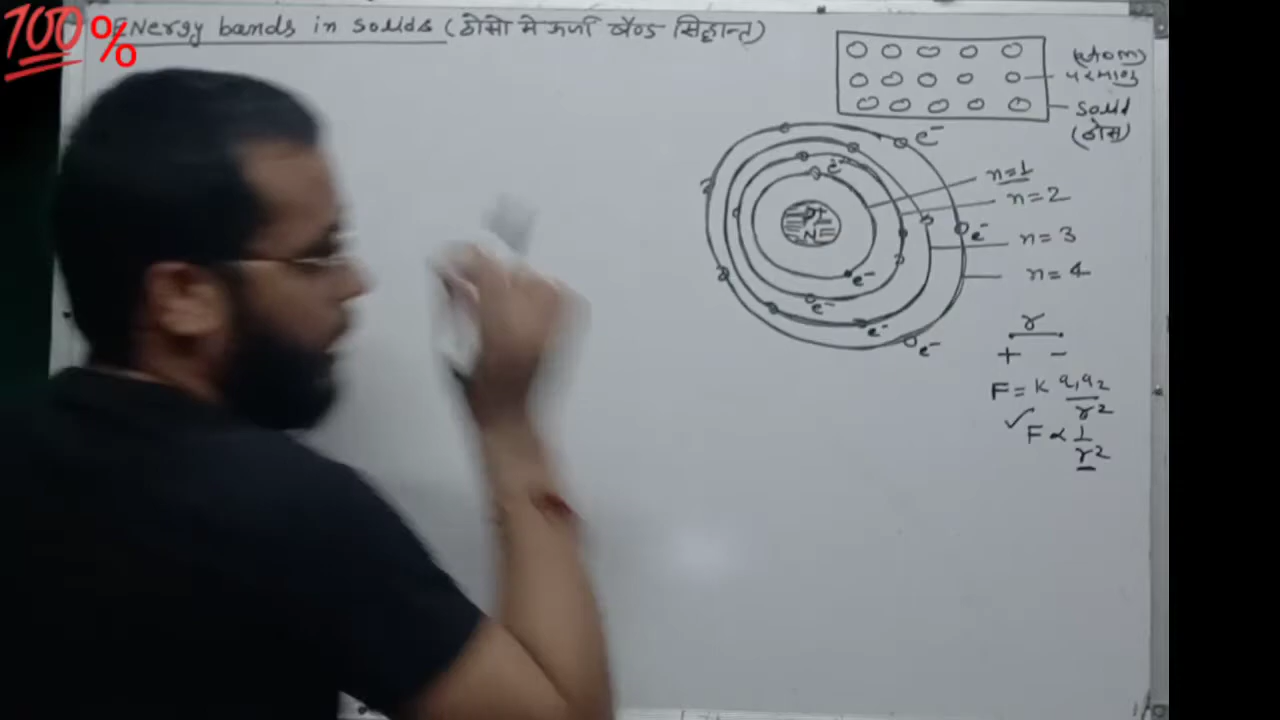 100%
ENergy bands in solids (ठोसो मे ऊर्जा बैण्ड सिद्धान्त)
(Atom)
परमाणु
solid
(ठोस)
e⁻
e⁻
n=1
n=2
P+
N
e⁻
n=3
n=4
e⁻
e⁻
e⁻
e⁻
r
+ −
F = K q₁q₂/r²
✓ F ∝ 1/r²